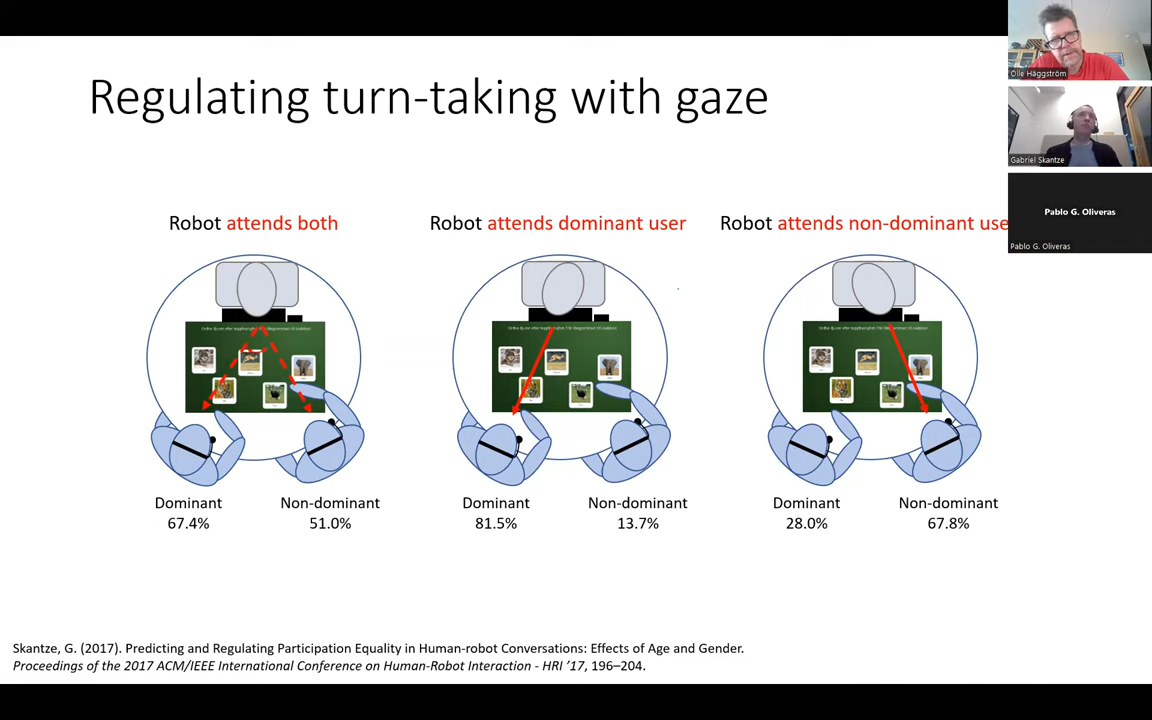 Regulating turn-taking with gaze
Robot attends both
Robot attends dominant user
Robot attends non-dominant use
Dominant
67.4%
Non-dominant
51.0%
Dominant
81.5%
Non-dominant
13.7%
Dominant
28.0%
Non-dominant
67.8%
Skantze, G. (2017). Predicting and Regulating Participation Equality in Human-robot Conversations: Effects of Age and Gender.
Proceedings of the 2017 ACM/IEEE International Conference on Human-Robot Interaction - HRI ’17, 196–204.
Olle Häggström
Gabriel Skantze
Pablo G. Oliveras
Pablo G. Oliveras